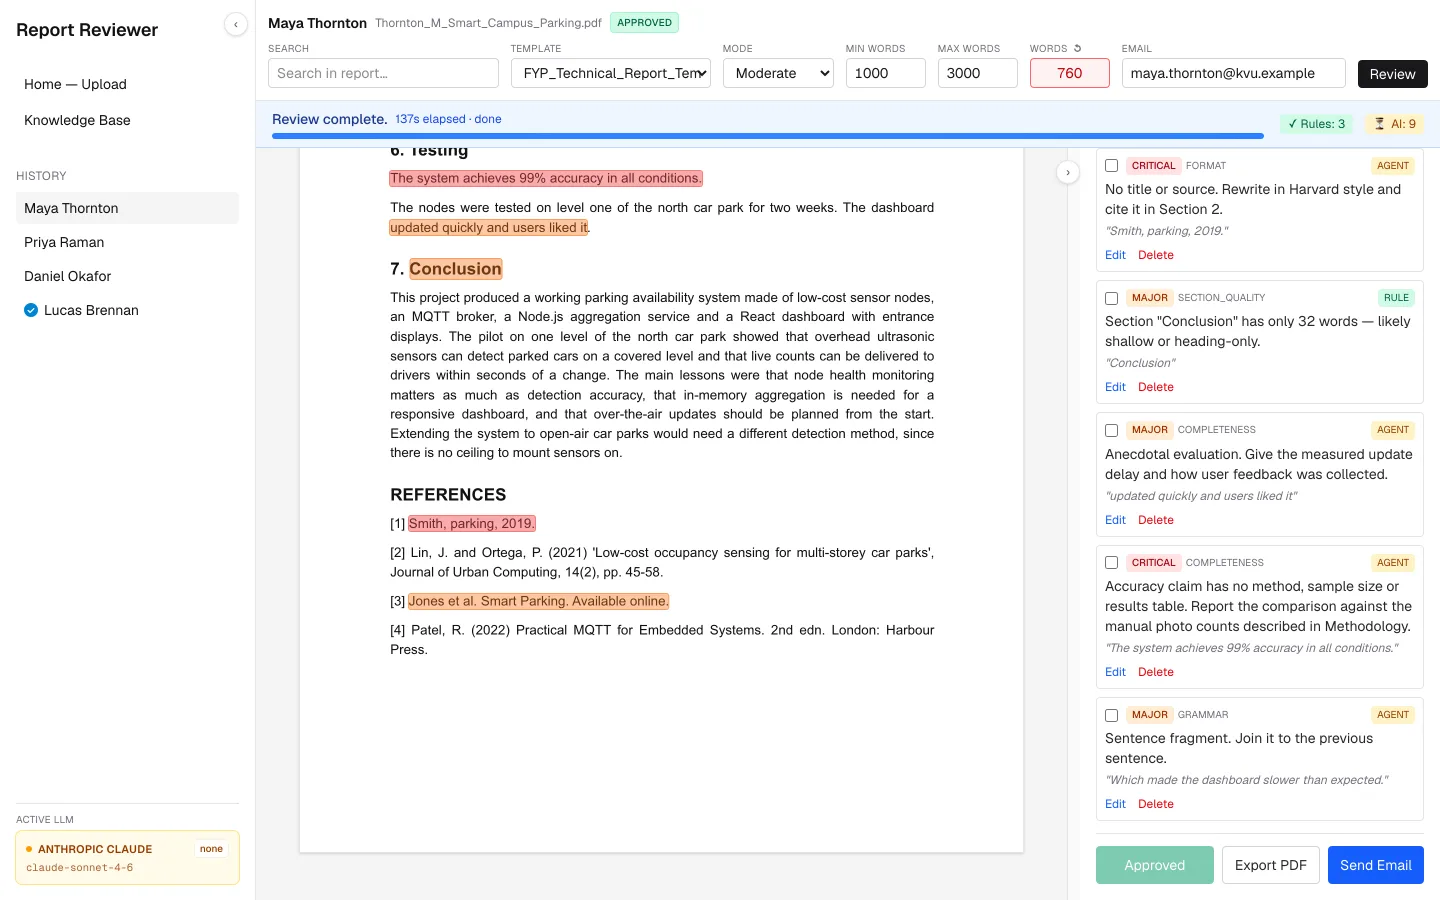 Report Reviewer
‹
Home — Upload
Knowledge Base
HISTORY
Maya Thornton
Priya Raman
Daniel Okafor
Lucas Brennan
ACTIVE LLM
ANTHROPIC CLAUDE
none
claude-sonnet-4-6
Maya Thornton Thornton_M_Smart_Campus_Parking.pdf APPROVED
SEARCH
Search in report...
TEMPLATE
FYP_Technical_Report_Tem
MODE
Moderate
MIN WORDS
1000
MAX WORDS
3000
WORDS
760
EMAIL
maya.thornton@kvu.example
Review
Review complete. 137s elapsed · done
✓ Rules: 3
⏳ AI: 9
6. Testing
The system achieves 99% accuracy in all conditions.
The nodes were tested on level one of the north car park for two weeks. The dashboard
updated quickly and users liked it.
7. Conclusion
This project produced a working parking availability system made of low-cost sensor nodes,
an MQTT broker, a Node.js aggregation service and a React dashboard with entrance
displays. The pilot on one level of the north car park showed that overhead ultrasonic
sensors can detect parked cars on a covered level and that live counts can be delivered to
drivers within seconds of a change. The main lessons were that node health monitoring
matters as much as detection accuracy, that in-memory aggregation is needed for a
responsive dashboard, and that over-the-air updates should be planned from the start.
Extending the system to open-air car parks would need a different detection method, since
there is no ceiling to mount sensors on.
REFERENCES
[1] Smith, parking, 2019.
[2] Lin, J. and Ortega, P. (2021) 'Low-cost occupancy sensing for multi-storey car parks',
Journal of Urban Computing, 14(2), pp. 45-58.
[3] Jones et al. Smart Parking. Available online.
[4] Patel, R. (2022) Practical MQTT for Embedded Systems. 2nd edn. London: Harbour
Press.
›
CRITICAL FORMAT AGENT
No title or source. Rewrite in Harvard style and
cite it in Section 2.
"Smith, parking, 2019."
Edit Delete
MAJOR SECTION_QUALITY RULE
Section "Conclusion" has only 32 words — likely
shallow or heading-only.
"Conclusion"
Edit Delete
MAJOR COMPLETENESS AGENT
Anecdotal evaluation. Give the measured update
delay and how user feedback was collected.
"updated quickly and users liked it"
Edit Delete
CRITICAL COMPLETENESS AGENT
Accuracy claim has no method, sample size or
results table. Report the comparison against the
manual photo counts described in Methodology.
"The system achieves 99% accuracy in all conditions."
Edit Delete
MAJOR GRAMMAR AGENT
Sentence fragment. Join it to the previous
sentence.
"Which made the dashboard slower than expected."
Edit Delete
Approved
Export PDF
Send Email